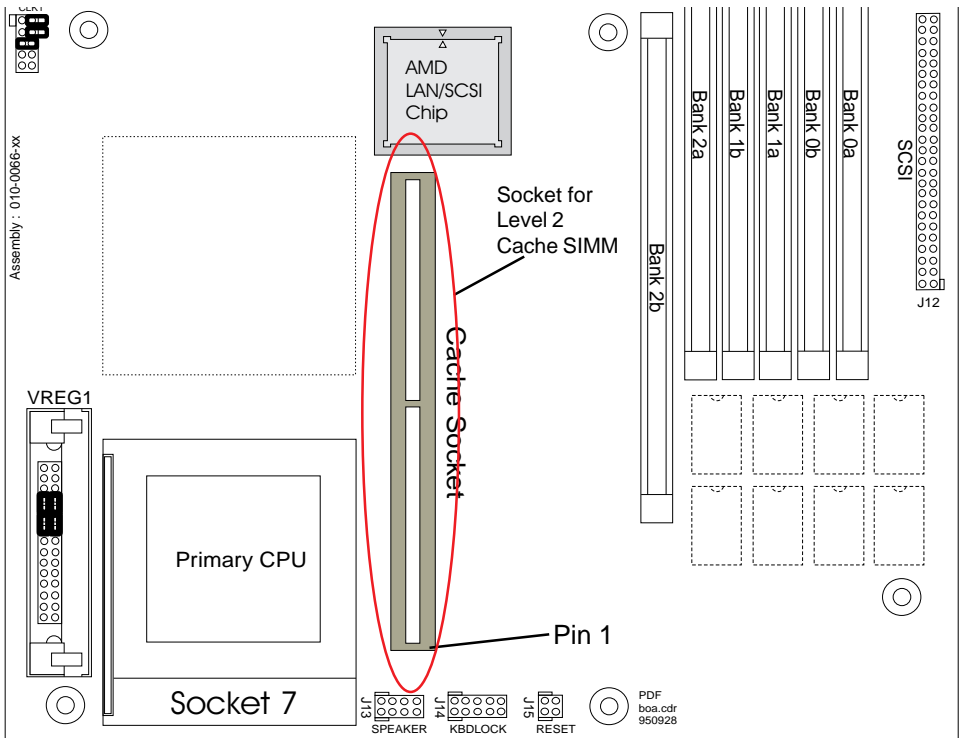 CLK1
AMD
LAN/SCSI
Chip
Assembly : 010-0066-xx
Socket for
Level 2
Cache SIMM
Bank 2b
Bank 2a
Bank 1b
Bank 1a
Bank 0b
Bank 0a
SCSI
J12
Cache Socket
VREG1
Primary CPU
Socket 7
Pin 1
J13
SPEAKER
J14
KBDLOCK
J15
RESET
PDF
boa.cdr
950928